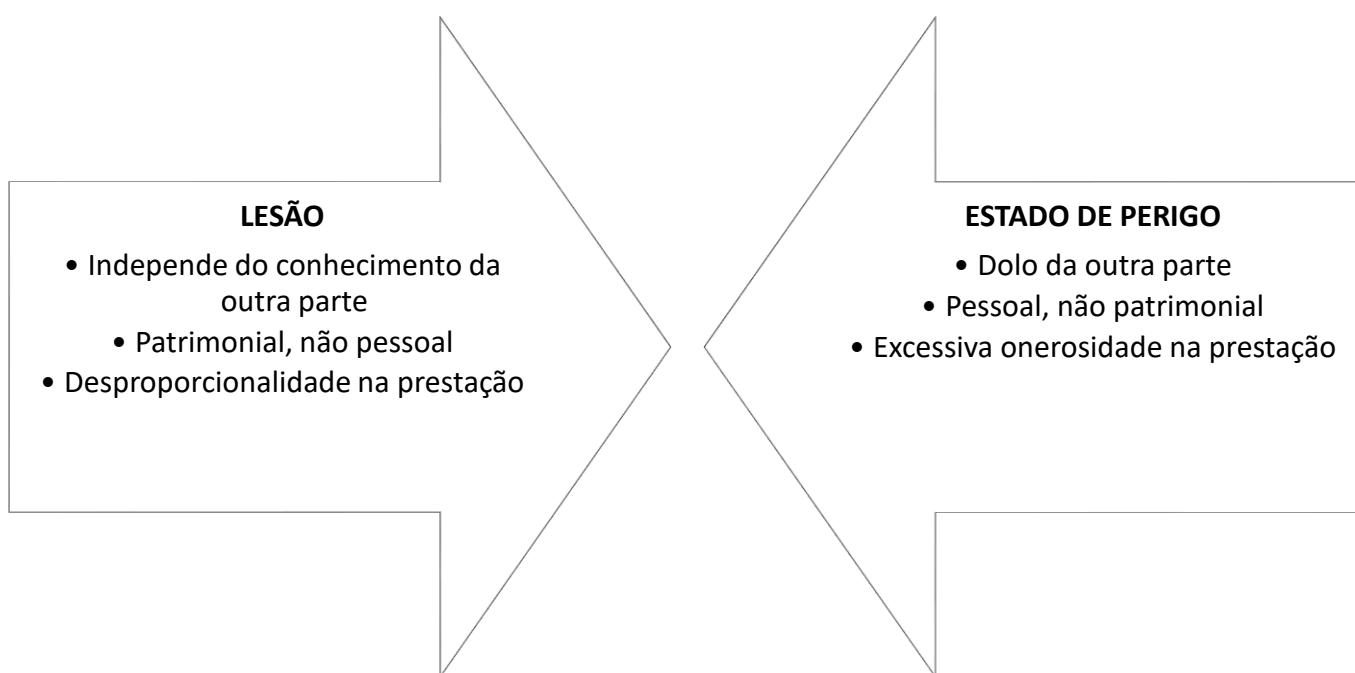 LESÃO
• Independe do conhecimento da
outra parte
• Patrimonial, não pessoal
• Desproporcionalidade na prestação
ESTADO DE PERIGO
• Dolo da outra parte
• Pessoal, não patrimonial
• Excessiva onerosidade na prestação